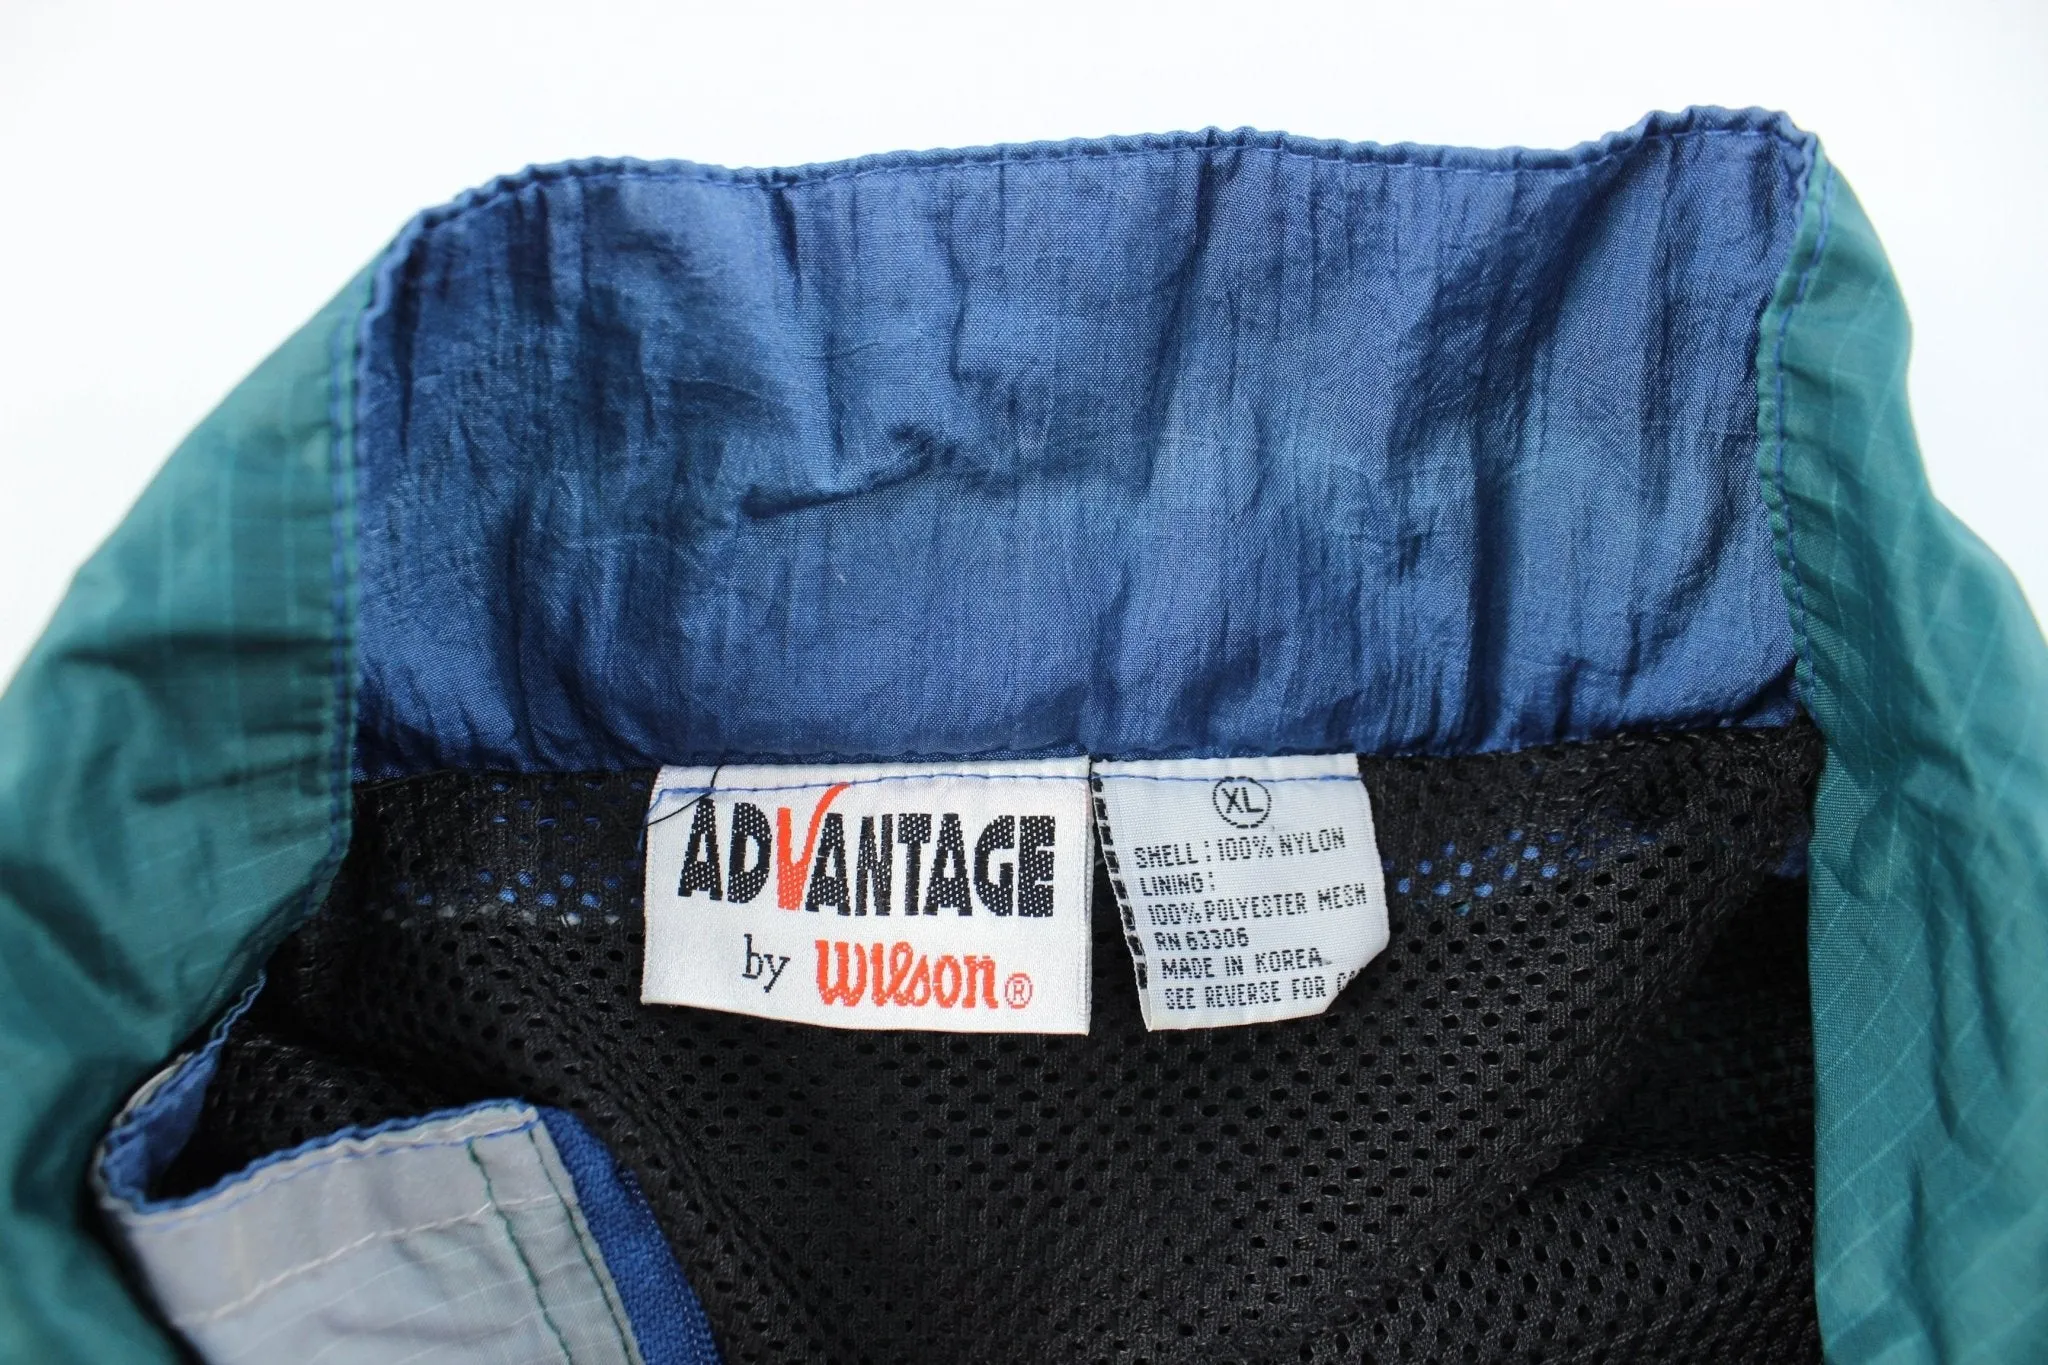 ADVANTAGE
by Wilson®
XL
SHELL: 100% NYLON
LINING:
100% POLYESTER MESH
RN 63306
MADE IN KOREA
SEE REVERSE FOR